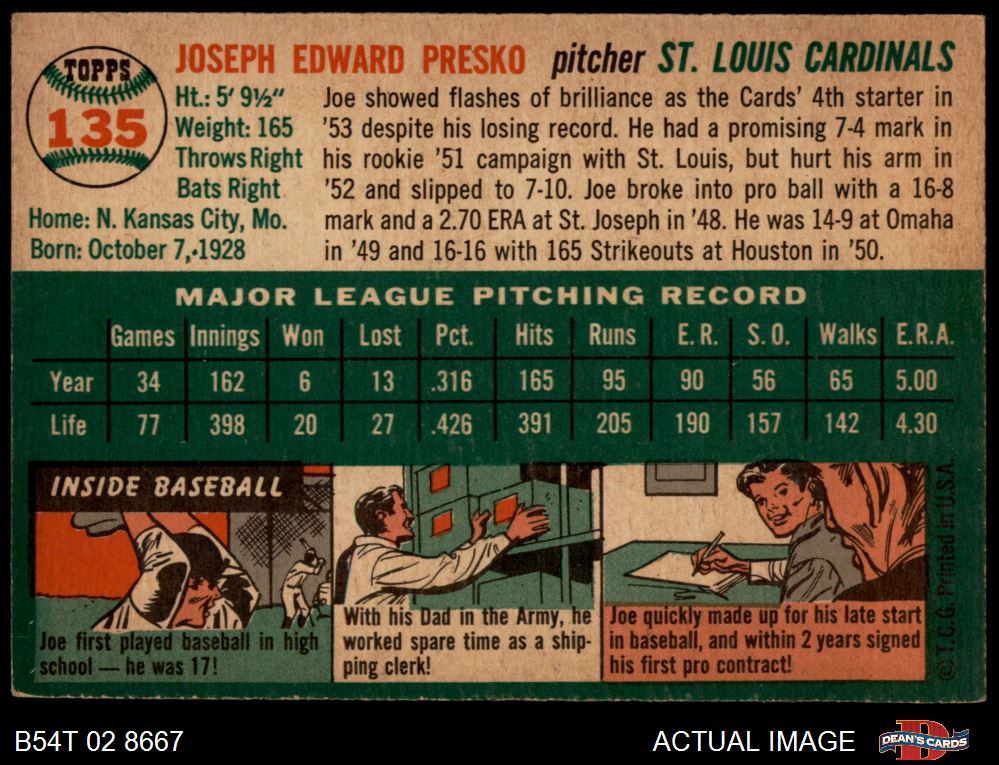 TOPPS
135
JOSEPH EDWARD PRESKO pitcher ST. LOUIS CARDINALS
Ht.: 5' 9½"
Weight: 165
Throws Right
Bats Right
Home: N. Kansas City, Mo.
Born: October 7, 1928
Joe showed flashes of brilliance as the Cards' 4th starter in
'53 despite his losing record. He had a promising 7-4 mark in
his rookie '51 campaign with St. Louis, but hurt his arm in
'52 and slipped to 7-10. Joe broke into pro ball with a 16-8
mark and a 2.70 ERA at St. Joseph in '48. He was 14-9 at Omaha
in '49 and 16-16 with 165 Strikeouts at Houston in '50.
MAJOR LEAGUE PITCHING RECORD
Games Innings Won Lost Pct. Hits Runs E.R. S.O. Walks E.R.A.
Year 34 162 6 13 .316 165 95 90 56 65 5.00
Life 77 398 20 27 .426 391 205 190 157 142 4.30
INSIDE BASEBALL
Joe first played baseball in high
school — he was 17!
With his Dad in the Army, he
worked spare time as a ship-
ping clerk!
Joe quickly made up for his late start
in baseball, and within 2 years signed
his first pro contract!
© T.C.G. Printed in U.S.A.
B54T 02 8667
ACTUAL IMAGE
DEAN'S CARDS